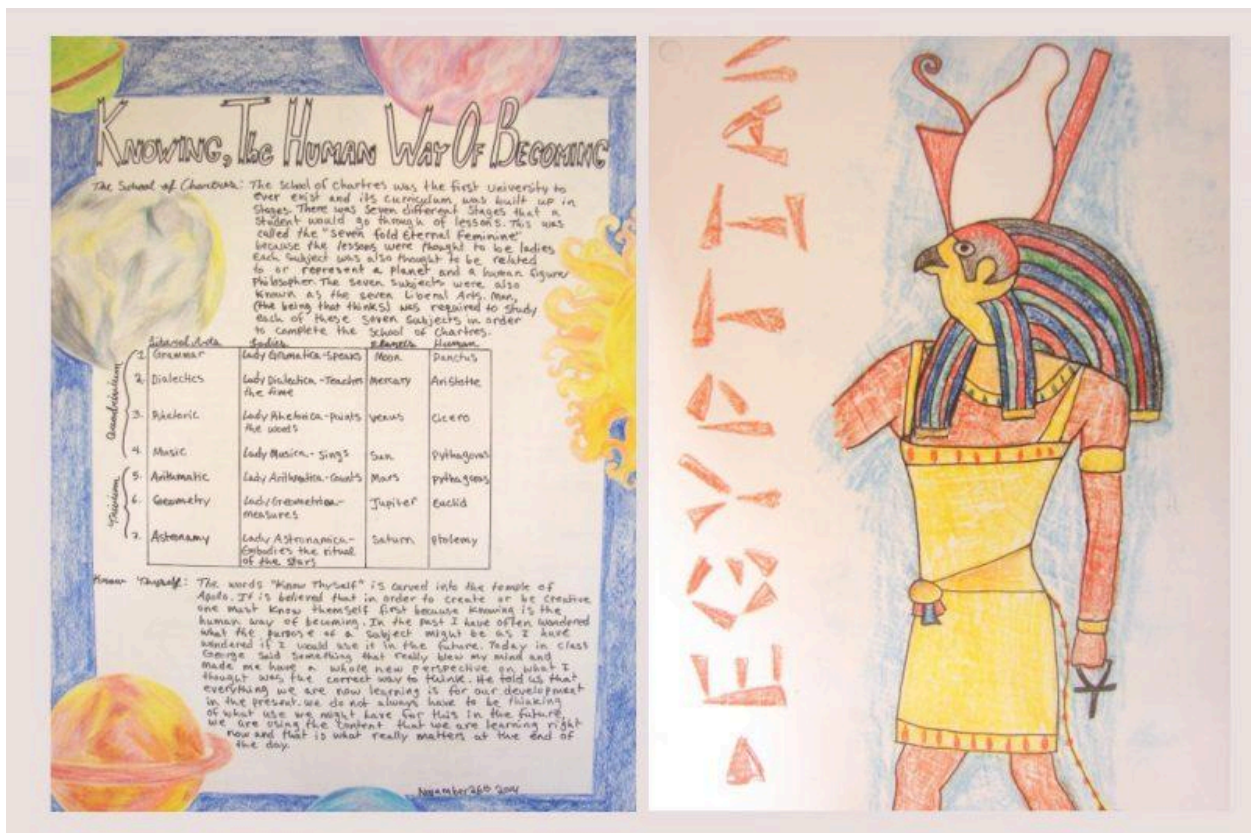 KNOWING, The HUMAN WAY OF BECOMING
The School of Chartres: The School of Chartres was the first University to
ever exist and its curriculum was built up in
stages. There was seven different stages that a
student would go through of lessons. This was
called the "Seven fold Eternal Feminine"
because the lessons were thought to be ladies
Each subject was also thought to be related
to or represent a planet and a human figure/
Philosopher. The seven subjects were also
known as the seven Liberal Arts. Man,
(the being that thinks) was required to study
each of these seven subjects in order
to complete the School of Chartres.
Liberal Arts Ladies Planets Human
Quadrivium
1. Grammar Lady Gramatica-Speaks Moon
2. Dialectics Lady Dialectica-Teaches the time Mercury Aristotle
3. Rhetoric Lady Rhetorica-paints the words Venus Cicero
4. Music Lady Musica-sings Sun Pythagoras
Trivium
5. Arithmatic Lady Arithmatica-counts Mars Pythagoras
6. Geometry Lady Geometria-measures Jupiter Euclid
7. Astronamy Lady Astronamica-Embodies the ritual of the stars Saturn Ptolemy
Know Thyself: The words "Know Thyself" is carved into the temple of
Apollo. It is believed that in order to create or be creative
one must know themself first because knowing is the
human way of becoming. In the past I have often wondered
what the purpose of a subject might be as I have
wondered if I would use it in the future. Today in class
George said something that really blew my mind and
made me have a whole new perspective on what I
thought was the correct way to think. He told us that
everything we are now learning is for our development
in the present. we do not always have to be thinking
of what use we might have for this in the future.
we are using the content that we are learning right
now and that is what really matters at the end of
the day.
November 26th
EGYPTIAN